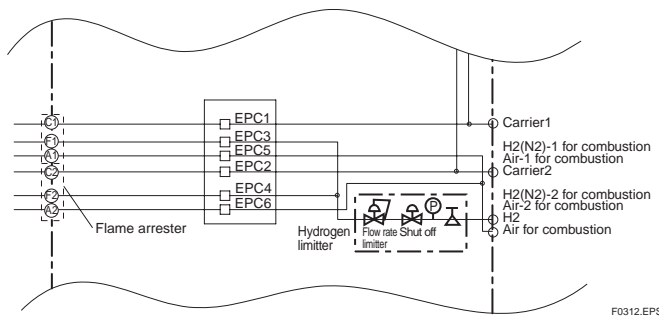 C1
EPC1
Carrier1
F1
EPC3
H2(N2)-1 for combustion
A1
EPC5
Air-1 for combustion
C2
EPC2
Carrier2
F2
EPC4
H2(N2)-2 for combustion
A2
EPC6
Air-2 for combustion
P
H2
Flame arrester
Hydrogen
limitter
Flow rate
limitter
Shut off
Air for combustion
F0312.EPS